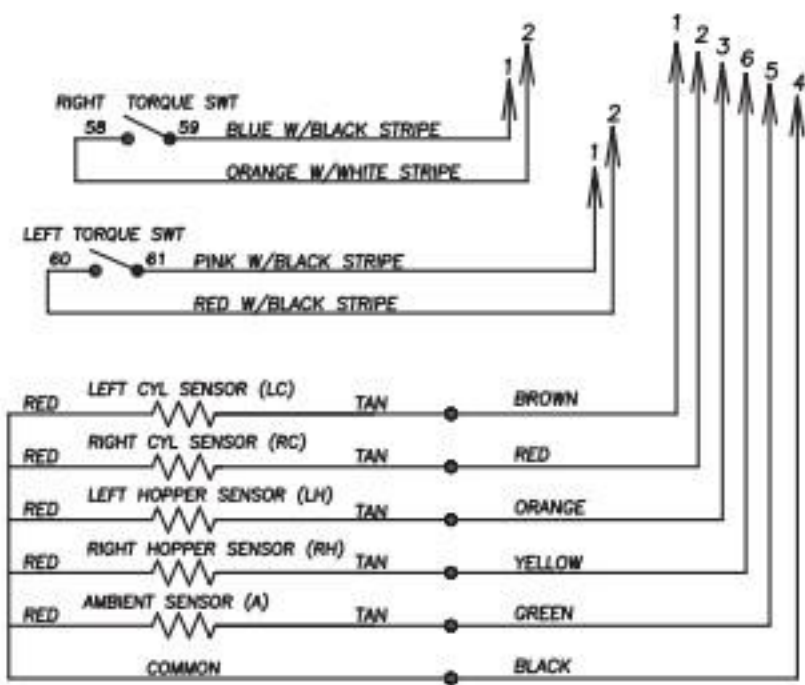 1 2 3 6 5 4
2
1
RIGHT TORQUE SWT
58 59 BLUE W/BLACK STRIPE
ORANGE W/WHITE STRIPE
2
1
LEFT TORQUE SWT
60 61 PINK W/BLACK STRIPE
RED W/BLACK STRIPE
LEFT CYL SENSOR (LC)
RED TAN BROWN
RIGHT CYL SENSOR (RC)
RED TAN RED
LEFT HOPPER SENSOR (LH)
RED TAN ORANGE
RIGHT HOPPER SENSOR (RH)
RED TAN YELLOW
AMBIENT SENSOR (A)
RED TAN GREEN
COMMON BLACK